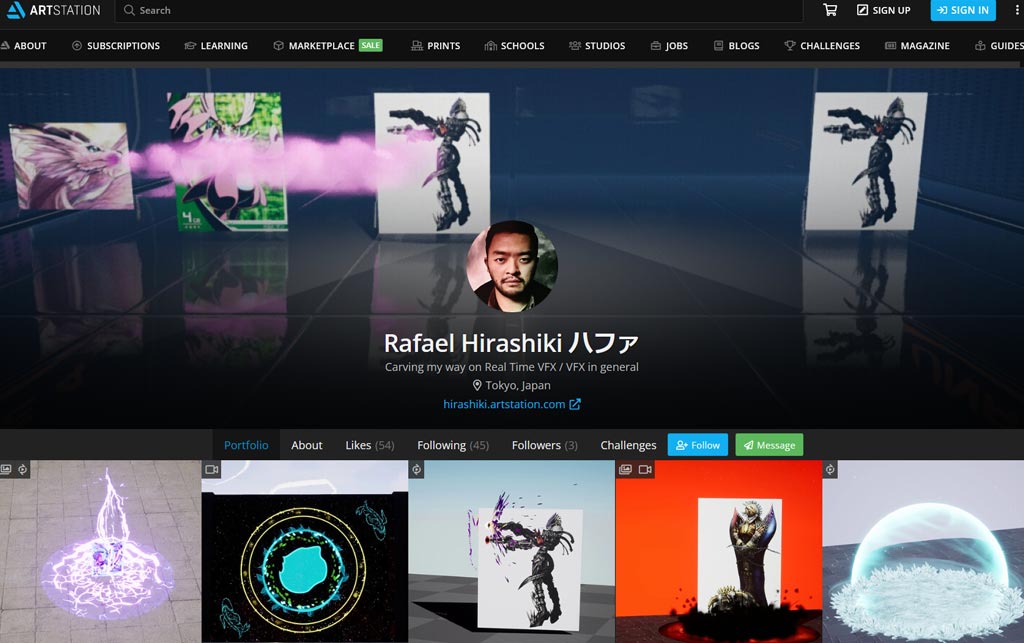 ARTSTATION
Search
SIGN UP
SIGN IN
ABOUT
SUBSCRIPTIONS
LEARNING
MARKETPLACE SALE
PRINTS
SCHOOLS
STUDIOS
JOBS
BLOGS
CHALLENGES
MAGAZINE
GUIDES
4
Rafael Hirashiki ハファ
Carving my way on Real Time VFX / VFX in general
Tokyo, Japan
hirashiki.artstation.com
Portfolio
About
Likes (54)
Following (45)
Followers (3)
Challenges
Follow
Message